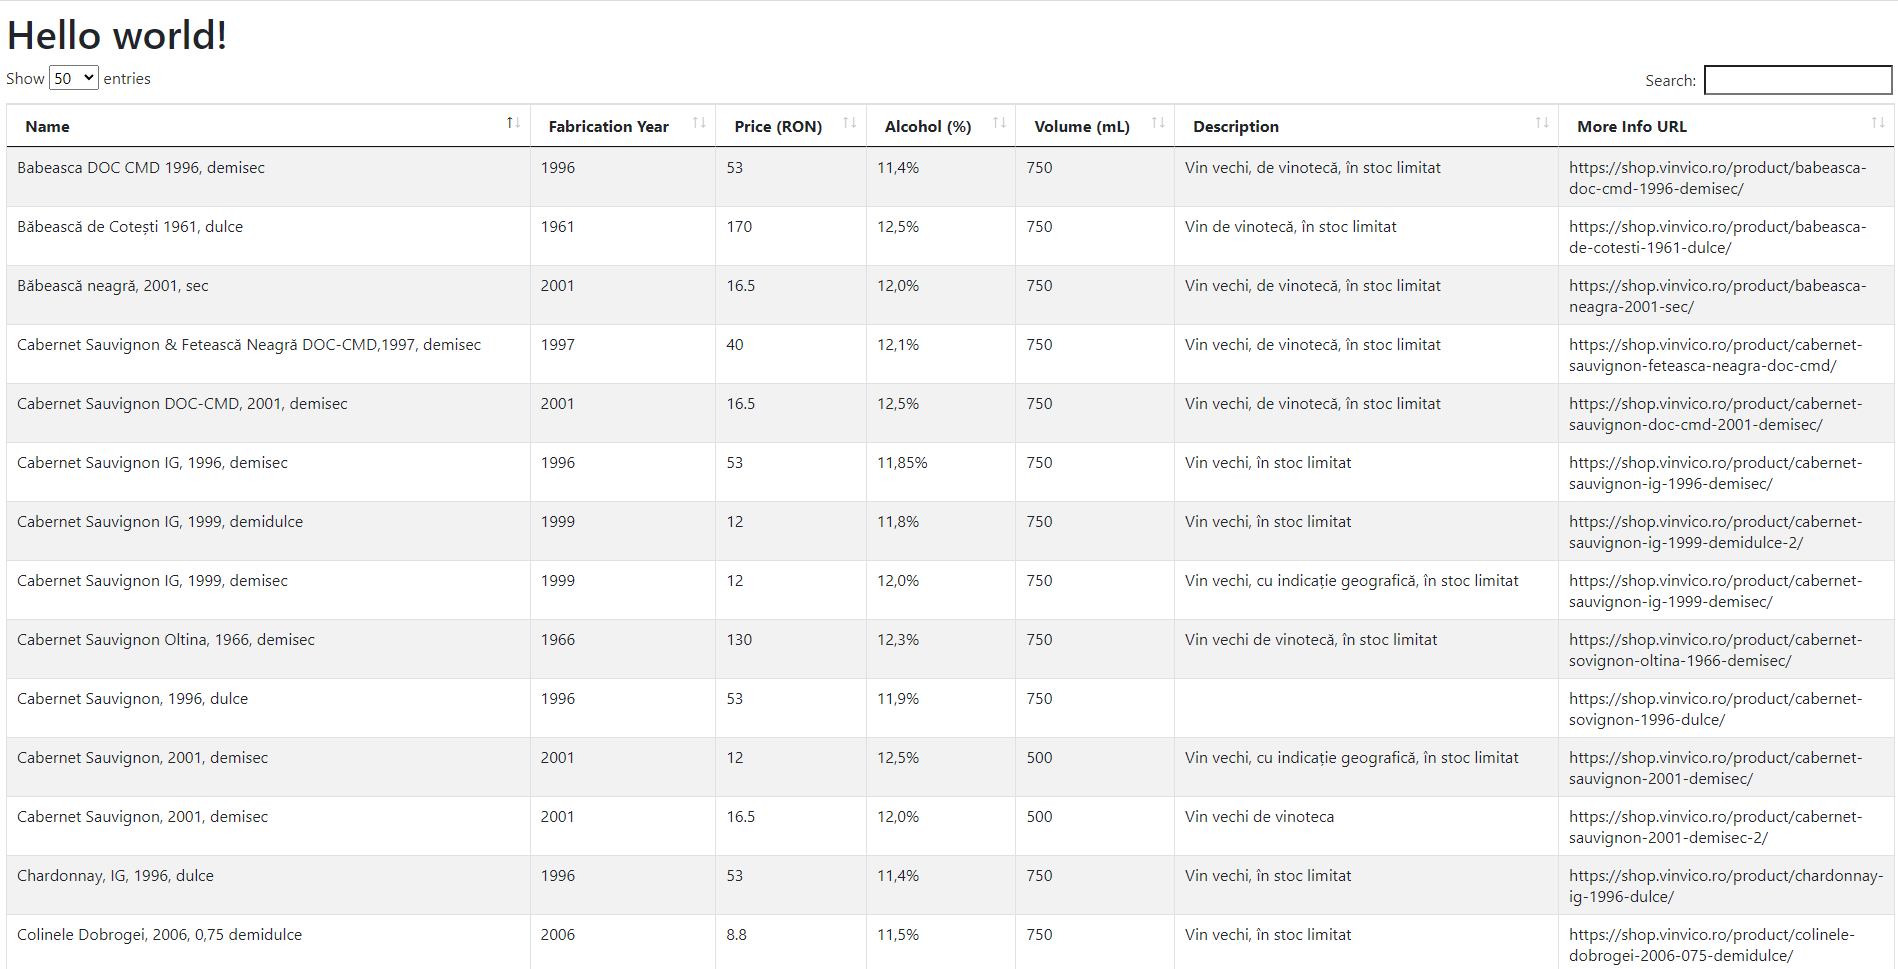 Hello world!
Show 50 entries
Search:
Name Fabrication Year Price (RON) Alcohol (%) Volume (mL) Description More Info URL
Babeasca DOC CMD 1996, demisec 1996 53 11,4% 750 Vin vechi, de vinotecă, în stoc limitat https://shop.vinvico.ro/product/babeasca-
doc-cmd-1996-demisec/
Băbească de Cotești 1961, dulce 1961 170 12,5% 750 Vin de vinotecă, în stoc limitat https://shop.vinvico.ro/product/babeasca-
de-cotesti-1961-dulce/
Băbească neagră, 2001, sec 2001 16.5 12,0% 750 Vin vechi, de vinotecă, în stoc limitat https://shop.vinvico.ro/product/babeasca-
neagra-2001-sec/
Cabernet Sauvignon & Fetească Neagră DOC-CMD,1997, demisec 1997 40 12,1% 750 Vin vechi, de vinotecă, în stoc limitat https://shop.vinvico.ro/product/cabernet-
sauvignon-feteasca-neagra-doc-cmd/
Cabernet Sauvignon DOC-CMD, 2001, demisec 2001 16.5 12,5% 750 Vin vechi, de vinotecă, în stoc limitat https://shop.vinvico.ro/product/cabernet-
sauvignon-doc-cmd-2001-demisec/
Cabernet Sauvignon IG, 1996, demisec 1996 53 11,85% 750 Vin vechi, în stoc limitat https://shop.vinvico.ro/product/cabernet-
sauvignon-ig-1996-demisec/
Cabernet Sauvignon IG, 1999, demidulce 1999 12 11,8% 750 Vin vechi, în stoc limitat https://shop.vinvico.ro/product/cabernet-
sauvignon-ig-1999-demidulce-2/
Cabernet Sauvignon IG, 1999, demisec 1999 12 12,0% 750 Vin vechi, cu indicație geografică, în stoc limitat https://shop.vinvico.ro/product/cabernet-
sauvignon-ig-1999-demisec/
Cabernet Sauvignon Oltina, 1966, demisec 1966 130 12,3% 750 Vin vechi de vinotecă, în stoc limitat https://shop.vinvico.ro/product/cabernet-
sovignon-oltina-1966-demisec/
Cabernet Sauvignon, 1996, dulce 1996 53 11,9% 750 https://shop.vinvico.ro/product/cabernet-
sovignon-1996-dulce/
Cabernet Sauvignon, 2001, demisec 2001 12 12,5% 500 Vin vechi, cu indicație geografică, în stoc limitat https://shop.vinvico.ro/product/cabernet-
sauvignon-2001-demisec/
Cabernet Sauvignon, 2001, demisec 2001 16.5 12,0% 500 Vin vechi de vinoteca https://shop.vinvico.ro/product/cabernet-
sauvignon-2001-demisec-2/
Chardonnay, IG, 1996, dulce 1996 53 11,4% 750 Vin vechi, în stoc limitat https://shop.vinvico.ro/product/chardonnay-
ig-1996-dulce/
Colinele Dobrogei, 2006, 0,75 demidulce 2006 8.8 11,5% 750 Vin vechi, în stoc limitat https://shop.vinvico.ro/product/colinele-
dobrogei-2006-075-demidulce/